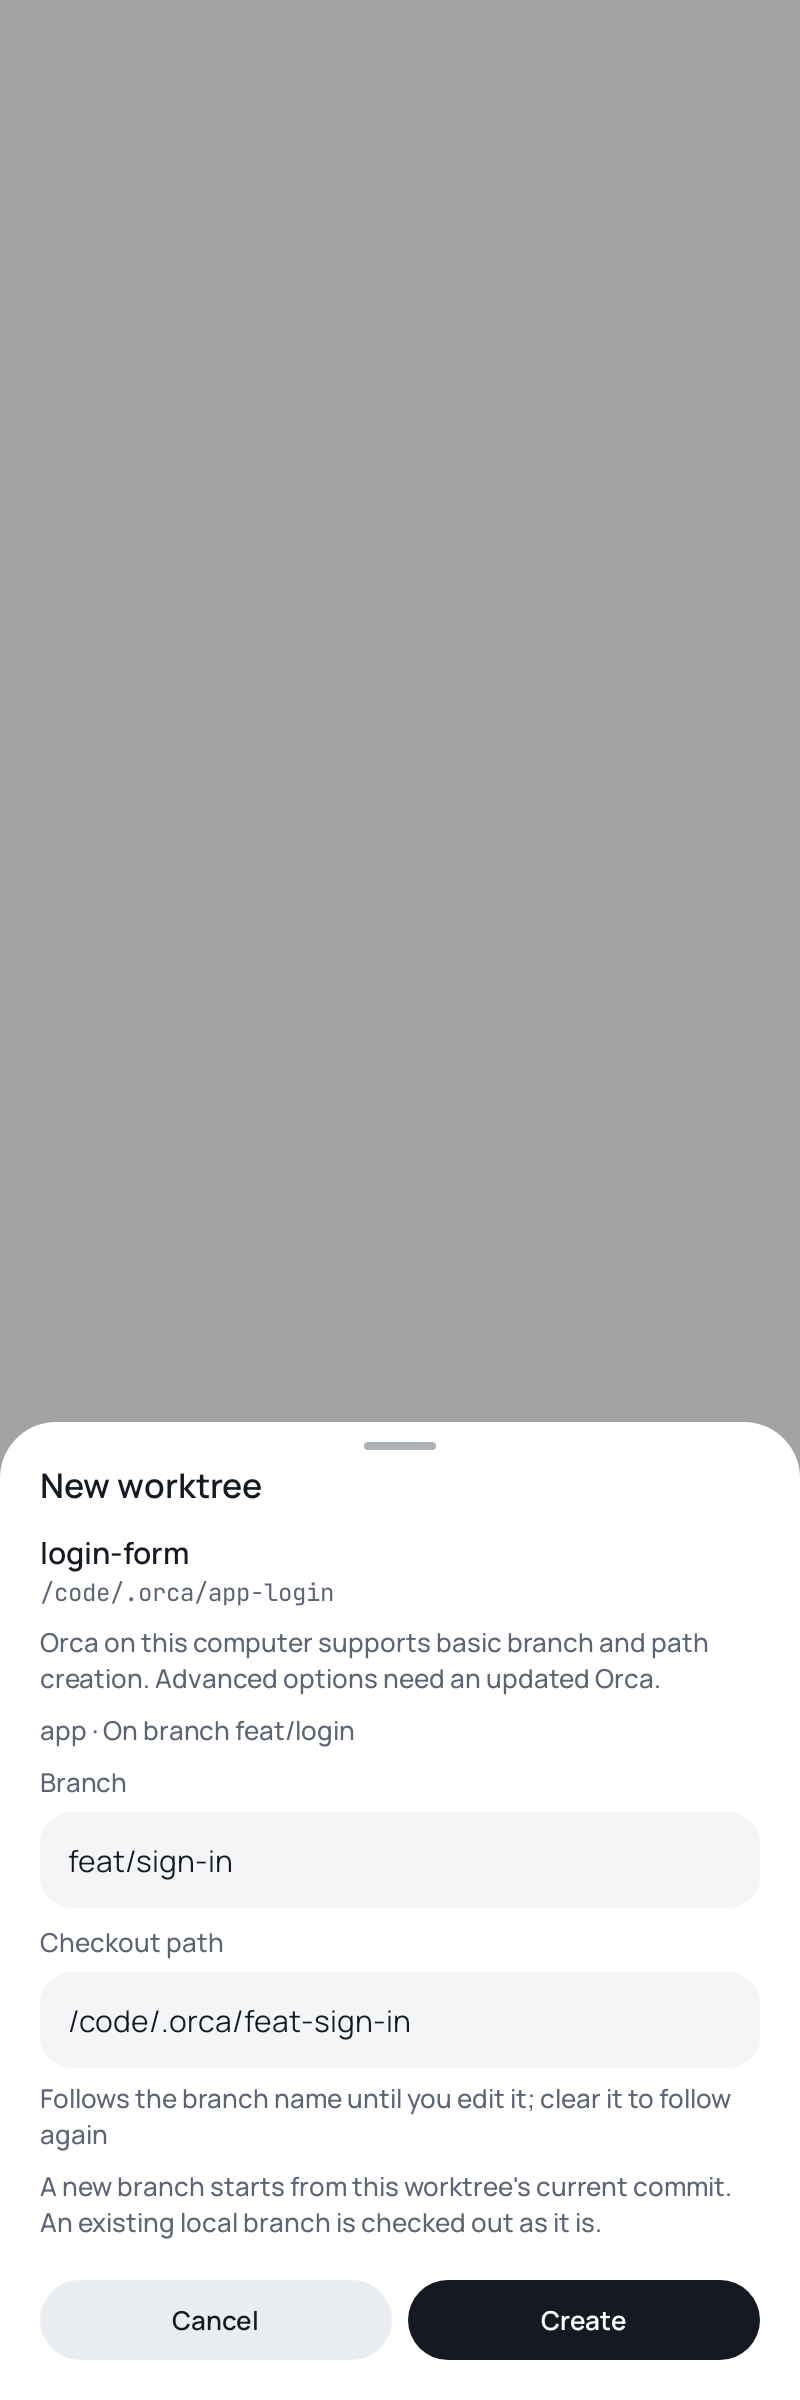 New worktree
login-form
/code/.orca/app-login
Orca on this computer supports basic branch and path
creation. Advanced options need an updated Orca.
app · On branch feat/login
Branch
feat/sign-in
Checkout path
/code/.orca/feat-sign-in
Follows the branch name until you edit it; clear it to follow
again
A new branch starts from this worktree's current commit.
An existing local branch is checked out as it is.
Cancel
Create